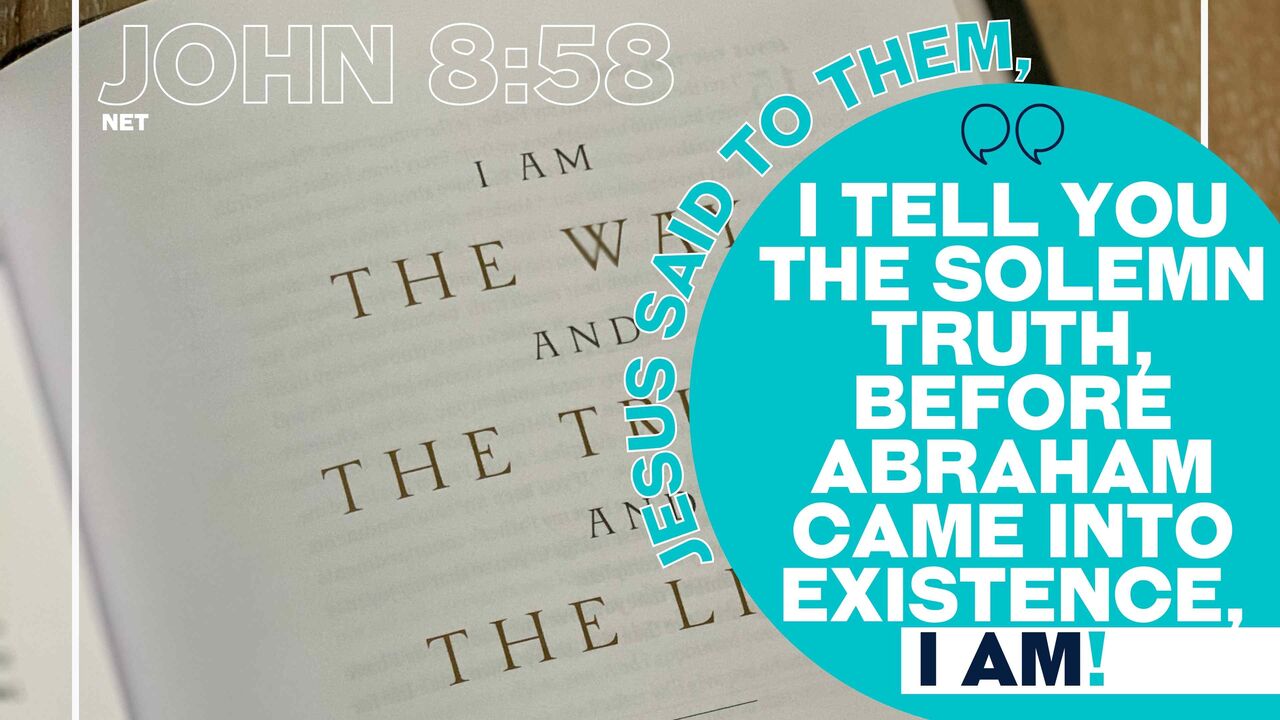 JOHN 8:58
NET
JESUS SAID TO THEM,
I TELL YOU
THE SOLEMN
TRUTH,
BEFORE
ABRAHAM
CAME INTO
EXISTENCE,
I AM!
I AM
THE WAY
AND
THE
AND
THE